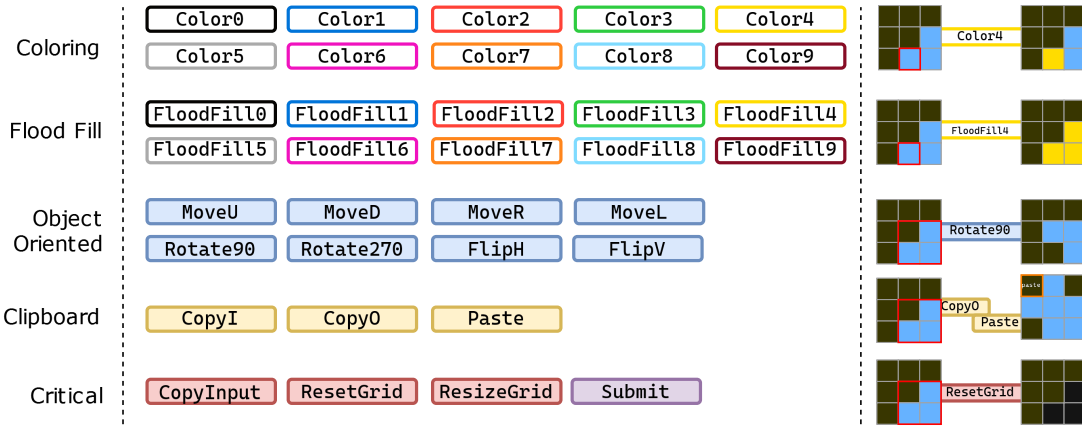 Coloring
Color0 Color1 Color2 Color3 Color4
Color5 Color6 Color7 Color8 Color9
Color4
Flood Fill
FloodFill0 FloodFill1 FloodFill2 FloodFill3 FloodFill4
FloodFill5 FloodFill6 FloodFill7 FloodFill8 FloodFill9
FloodFill4
Object
Oriented
MoveU MoveD MoveR MoveL
Rotate90 Rotate270 FlipH FlipV
Rotate90
Clipboard
CopyI CopyO Paste
CopyO
Paste
paste
Critical
CopyInput ResetGrid ResizeGrid Submit
ResetGrid